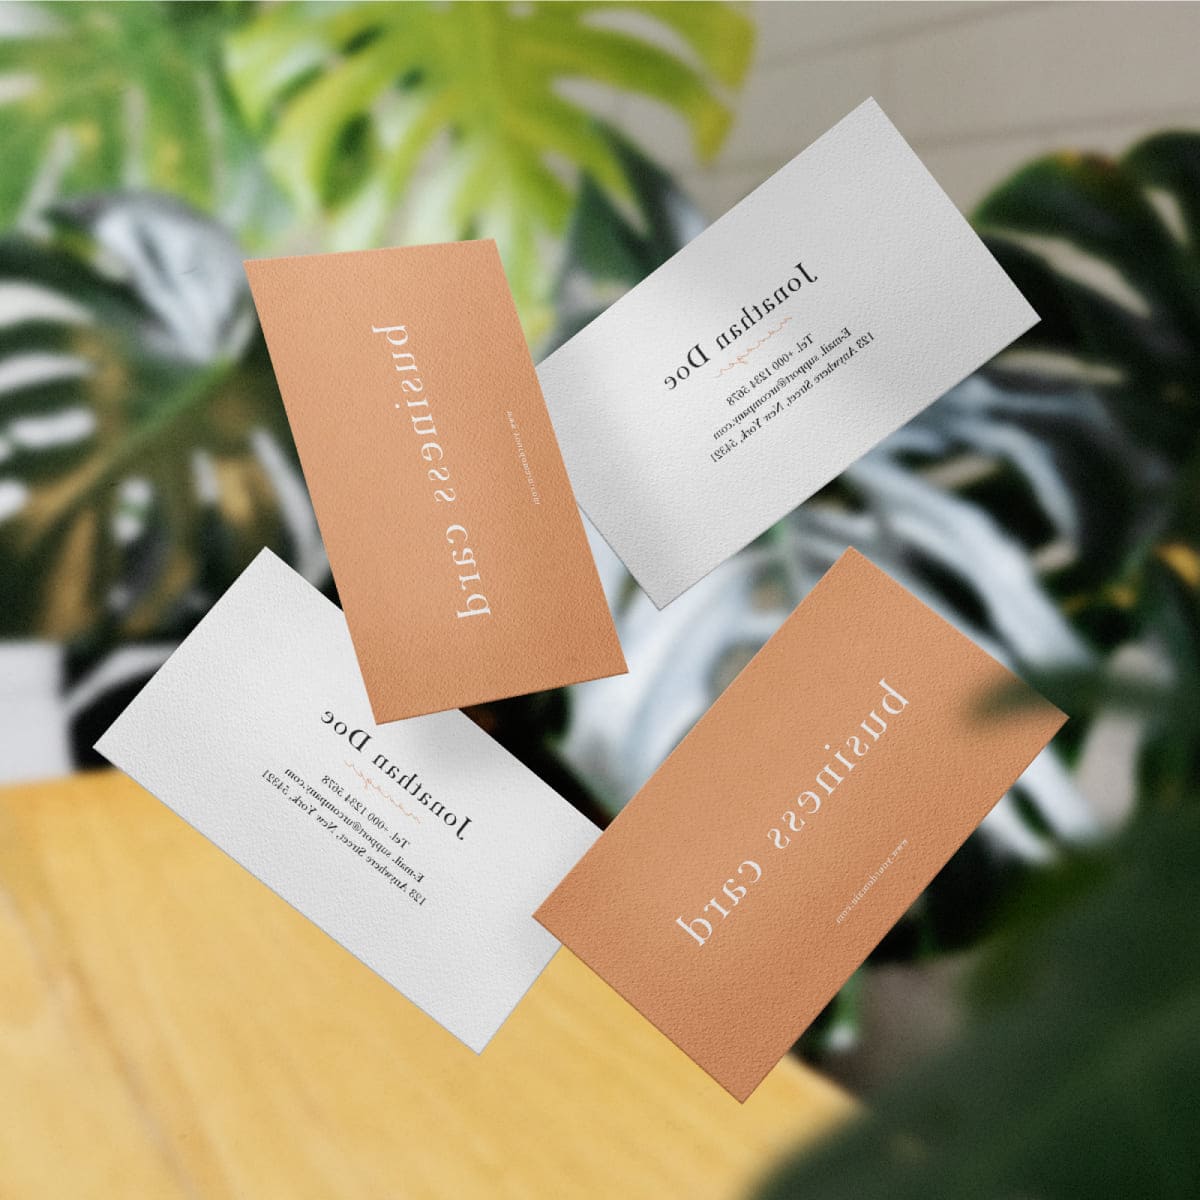 business card
www.yourdomain.com
Jonathan Doe
manager
Tel. +000 1234 5678
E-mail. support@urcompany.com
123 Anywhere Street, New York, 54321
Jonathan Doe
manager
Tel. +000 1234 5678
E-mail. support@urcompany.com
123 Anywhere Street, New York, 54321
business card
www.yourdomain.com